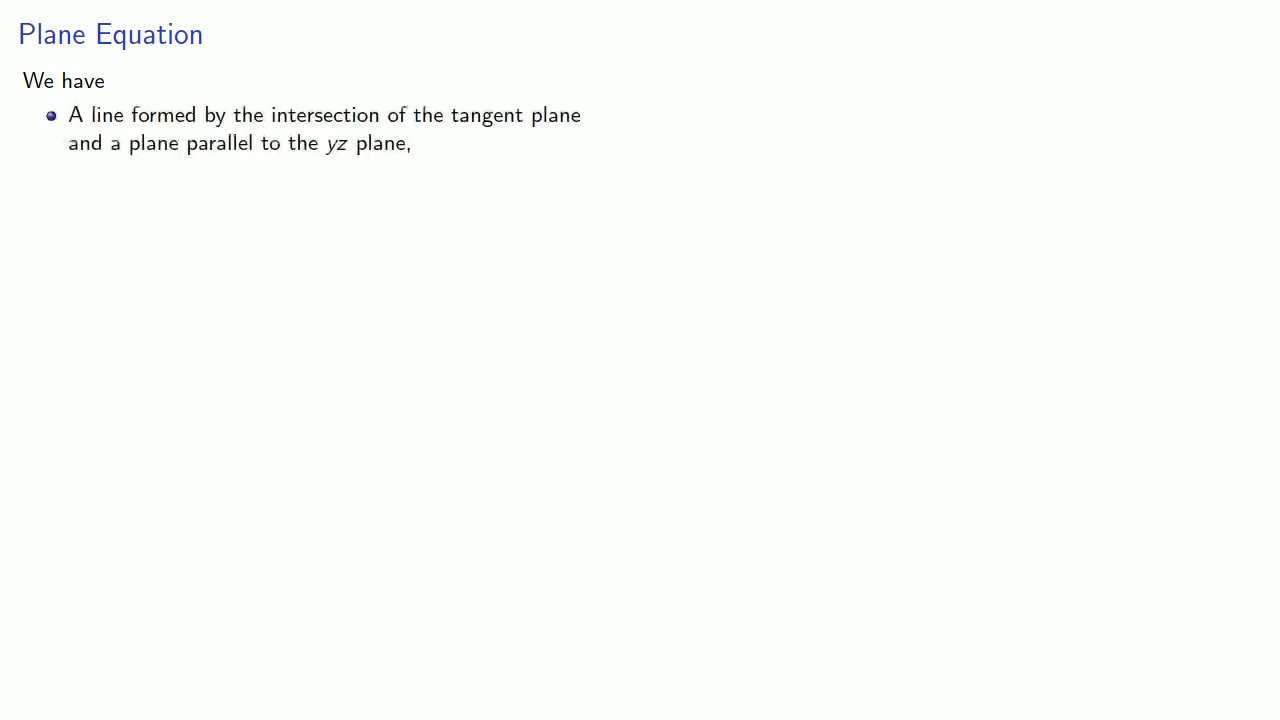 Plane Equation
We have
A line formed by the intersection of the tangent plane
and a plane parallel to the yz plane,